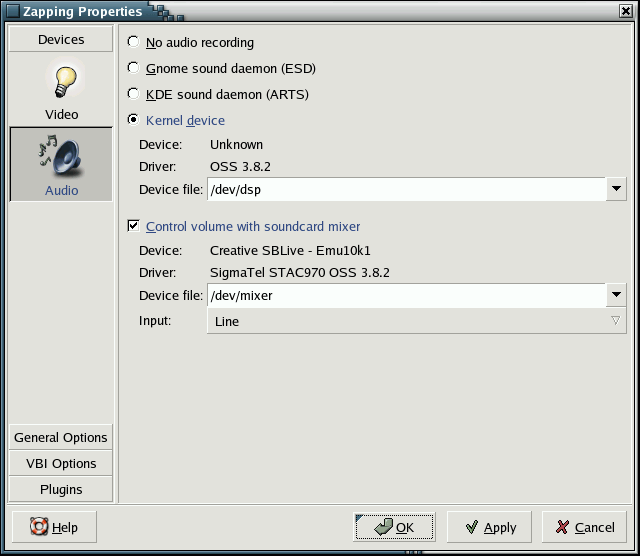 Zapping Properties
Devices
Video
Audio
General Options
VBI Options
Plugins
No audio recording
Gnome sound daemon (ESD)
KDE sound daemon (ARTS)
Kernel device
Device: Unknown
Driver: OSS 3.8.2
Device file: /dev/dsp
Control volume with soundcard mixer
Device: Creative SBLive - Emu10k1
Driver: SigmaTel STAC970 OSS 3.8.2
Device file: /dev/mixer
Input: Line
Help
OK
Apply
Cancel